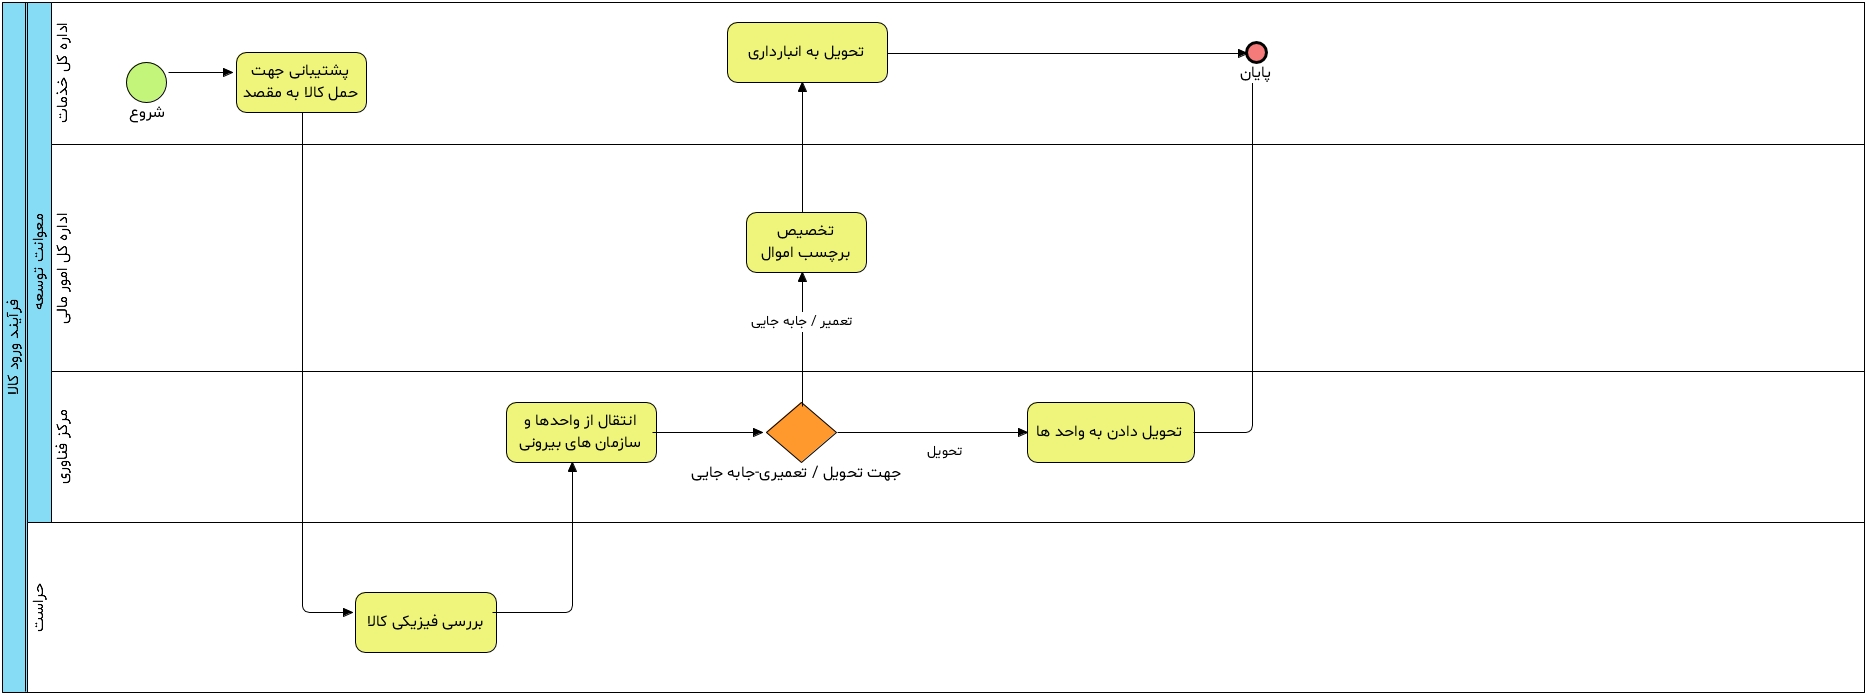 فرآیند ورود کالا
معوانت توسعه
اداره کل خدمات
اداره کل امور مالی
مرکز فناوری
حراست
شروع
پشتیبانی جهت
حمل کالا به مقصد
تحویل به انبارداری
پایان
تخصیص
برچسب اموال
تعمیر / جابه جایی
انتقال از واحدها و
سازمان های بیرونی
جهت تحویل / تعمیری-جابه جایی
تحویل
تحویل دادن به واحد ها
بررسی فیزیکی کالا